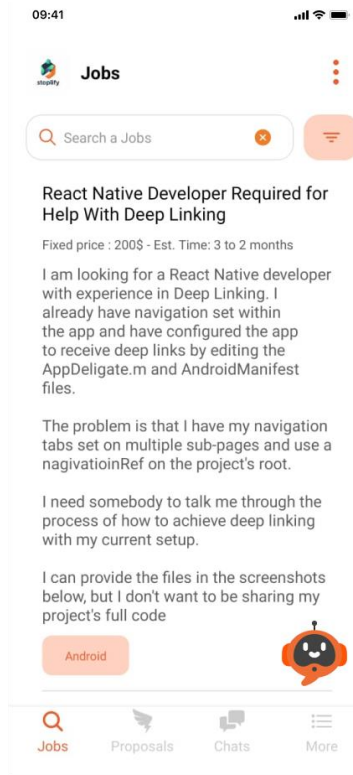 09:41
steplify
Jobs
Search a Jobs
React Native Developer Required for
Help With Deep Linking
Fixed price : 200$ - Est. Time: 3 to 2 months
I am looking for a React Native developer
with experience in Deep Linking. I
already have navigation set within
the app and have configured the app
to receive deep links by editing the
AppDeligate.m and AndroidManifest
files.
The problem is that I have my navigation
tabs set on multiple sub-pages and use a
nagivatioinRef on the project's root.
I need somebody to talk me through the
process of how to achieve deep linking
with my current setup.
I can provide the files in the screenshots
below, but I don't want to be sharing my
project's full code
Android
Jobs
Proposals
Chats
More